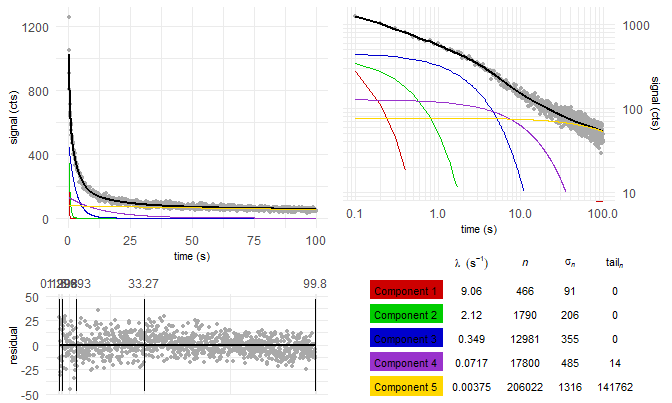 1200
800
400
0
signal (cts)
0
25
50
75
100
time (s)
1000
100
10
signal (cts)
0.1
1.0
10.0
100.0
time (s)
33.27
99.8
50
25
0
-25
-50
residual
λ (s⁻¹) n σₙ tailₙ
Component 1 9.06 466 91 0
Component 2 2.12 1790 206 0
Component 3 0.349 12981 355 0
Component 4 0.0717 17800 485 14
Component 5 0.00375 206022 1316 141762